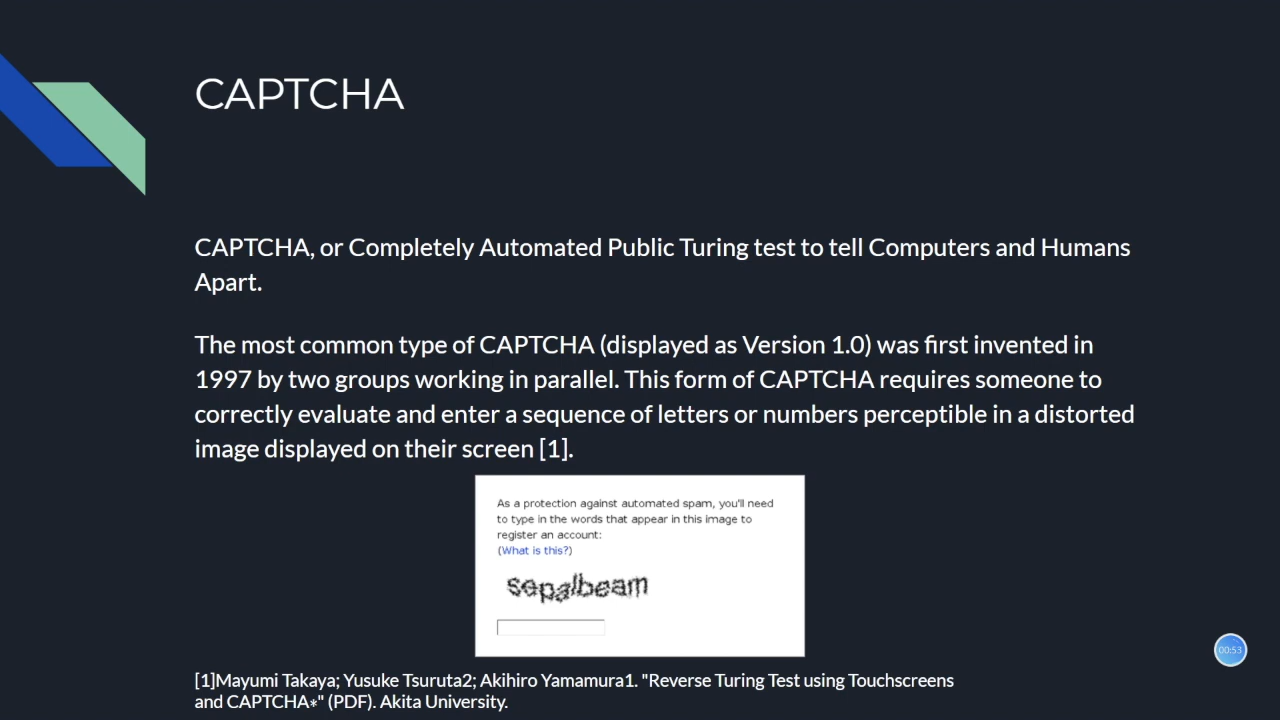 CAPTCHA
CAPTCHA, or Completely Automated Public Turing test to tell Computers and Humans
Apart.
The most common type of CAPTCHA (displayed as Version 1.0) was first invented in
1997 by two groups working in parallel. This form of CAPTCHA requires someone to
correctly evaluate and enter a sequence of letters or numbers perceptible in a distorted
image displayed on their screen [1].
As a protection against automated spam, you'll need
to type in the words that appear in this image to
register an account:
(What is this?)
sepalbeam
00:53
[1]Mayumi Takaya; Yusuke Tsuruta2; Akihiro Yamamura1. "Reverse Turing Test using Touchscreens
and CAPTCHA∗" (PDF). Akita University.